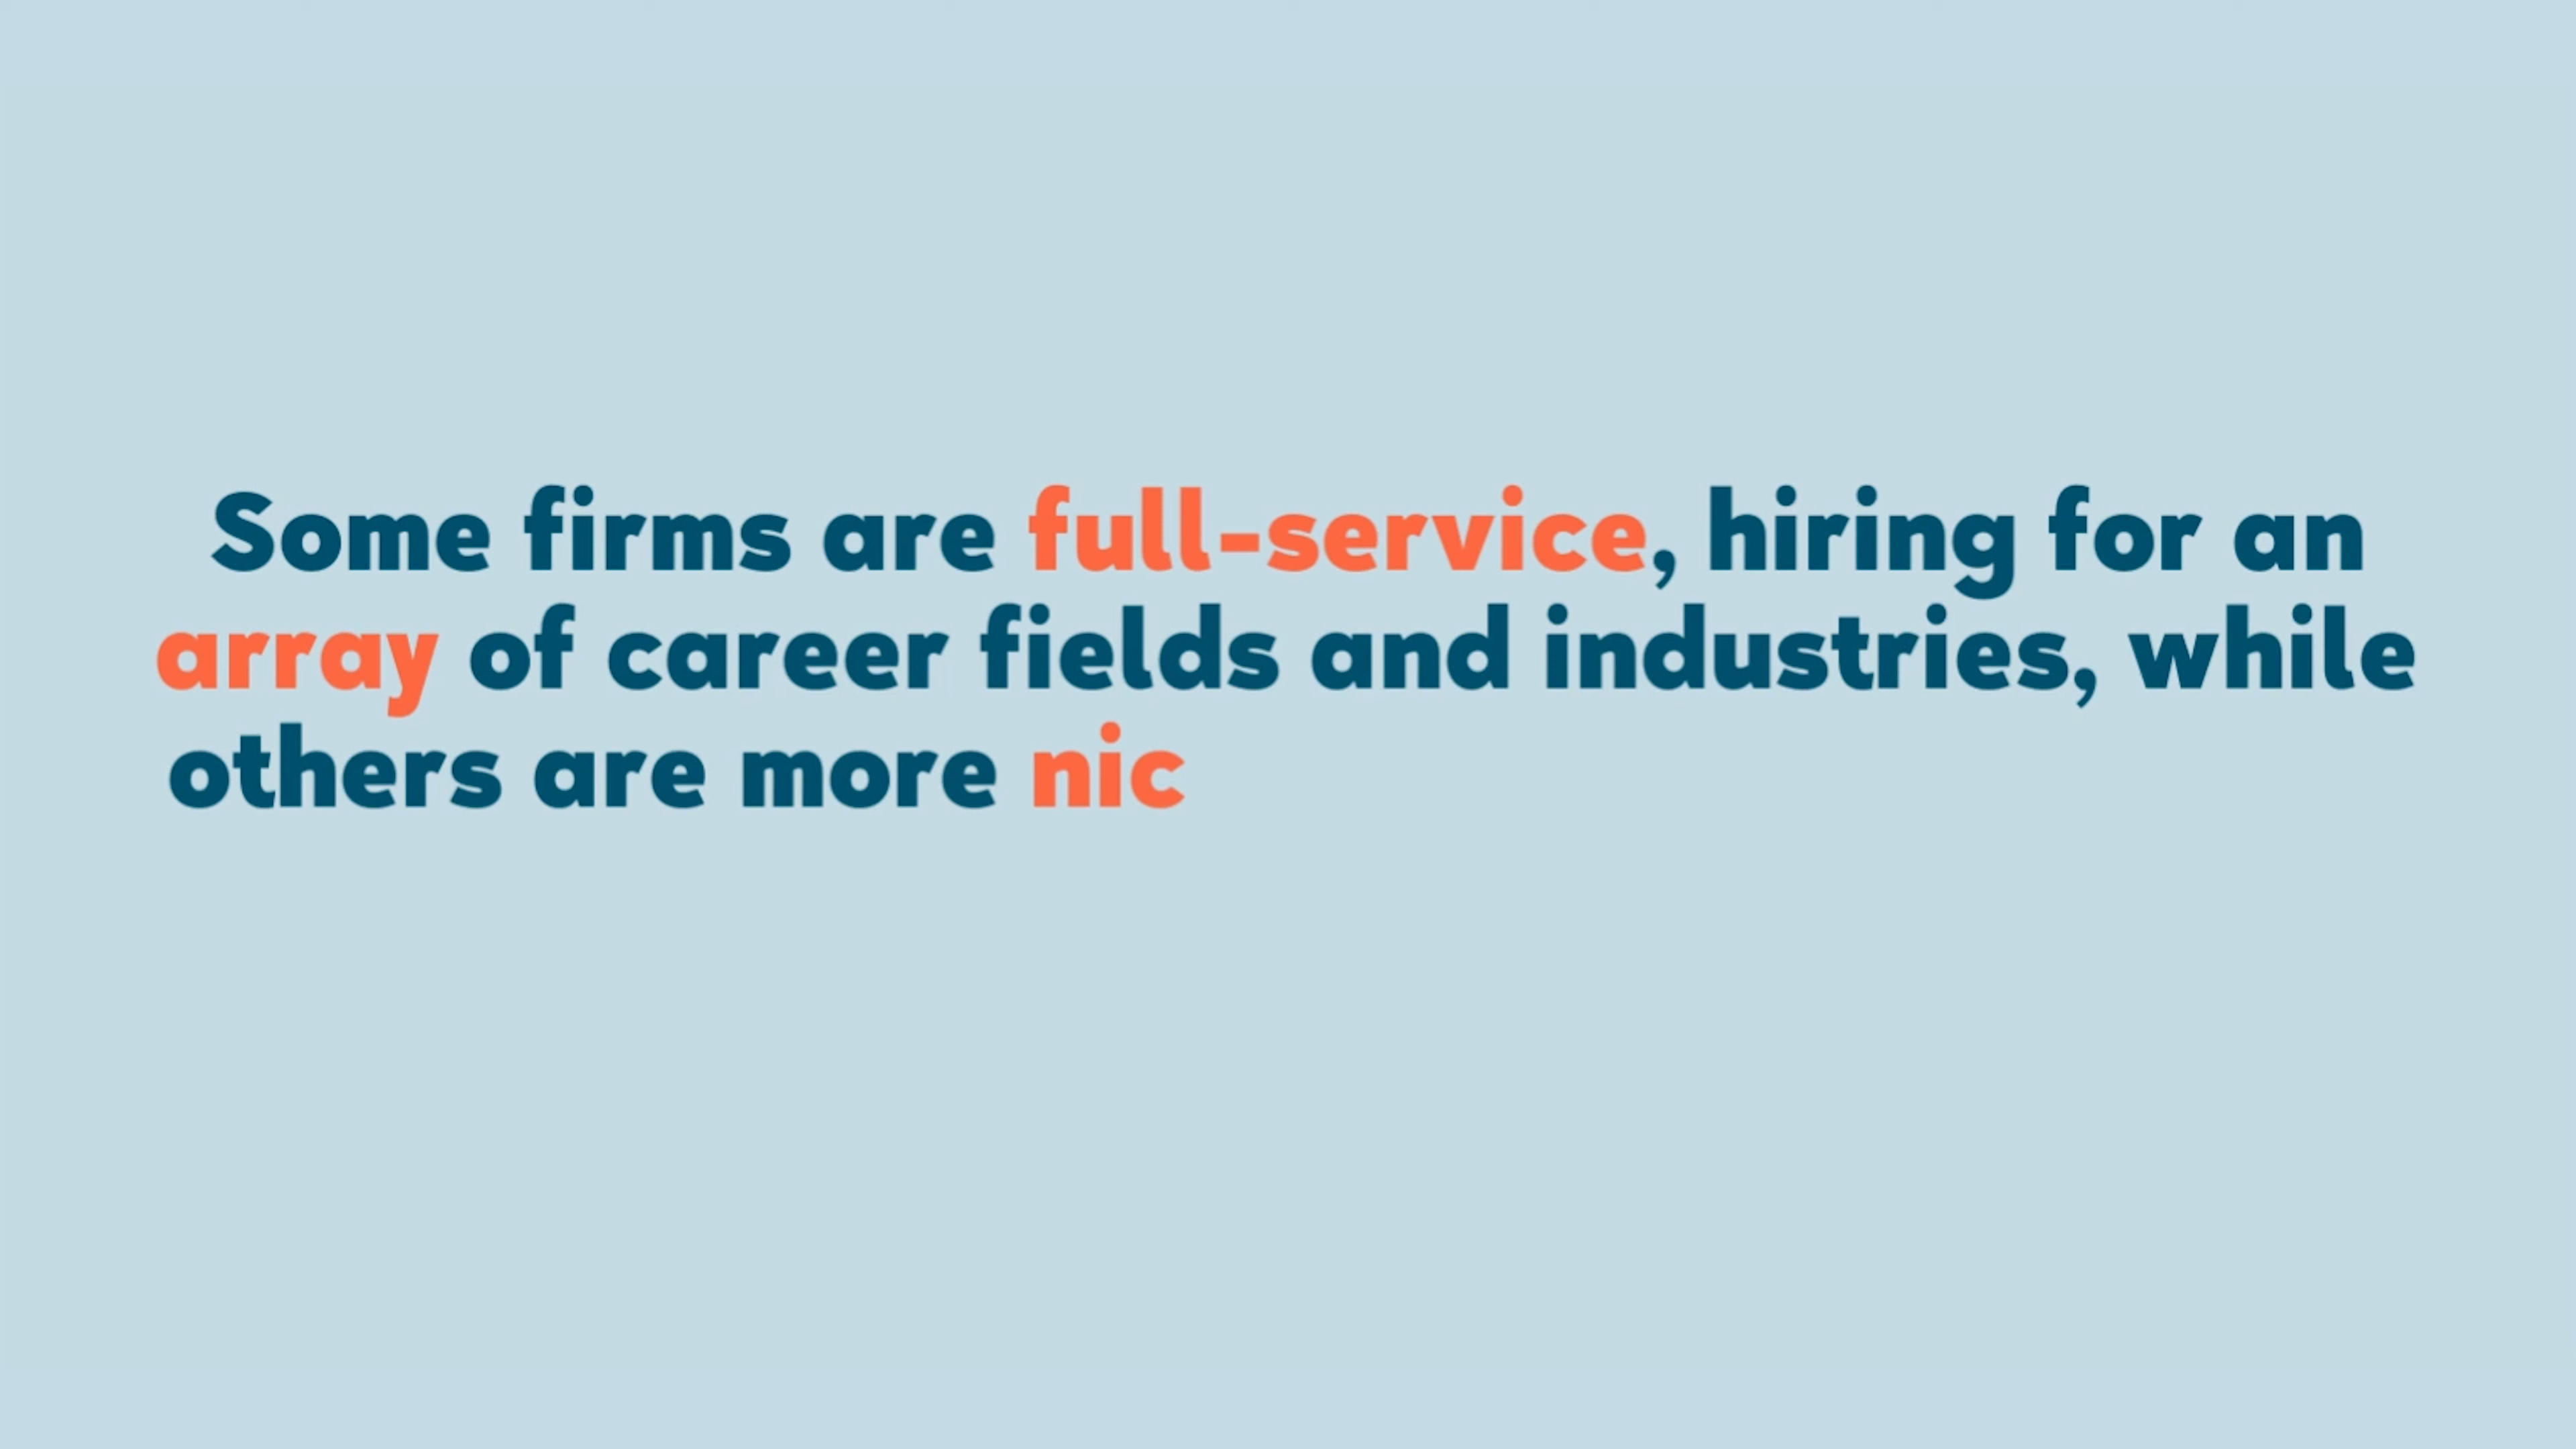 Some firms are full-service, hiring for an
array of career fields and industries, while
others are more nic